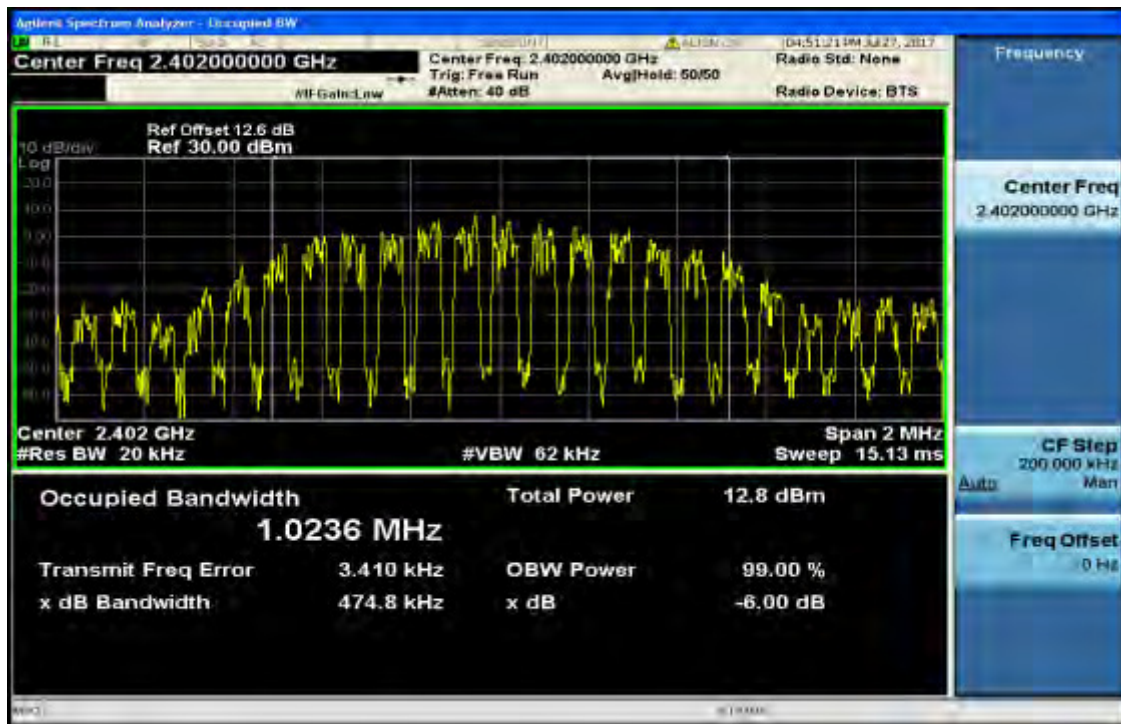 Agilent Spectrum Analyzer - Occupied BW
Center Freq 2.402000000 GHz
#IFGain:Low
Center Freq: 2.402000000 GHz
Trig: Free Run Avg|Hold: 50/50
#Atten: 40 dB
04:51:21 PM Jul 27, 2017
Radio Std: None
Radio Device: BTS
Frequency
Ref Offset 12.6 dB
10 dB/div Ref 30.00 dBm
Log
20.0
10.0
0.00
Center 2.402 GHz Span 2 MHz
#Res BW 20 kHz #VBW 62 kHz Sweep 15.13 ms
Occupied Bandwidth Total Power 12.8 dBm
1.0236 MHz
Transmit Freq Error 3.410 kHz OBW Power 99.00 %
x dB Bandwidth 474.8 kHz x dB -6.00 dB
Center Freq
2.402000000 GHz
CF Step
200.000 kHz
Auto Man
Freq Offset
0 Hz